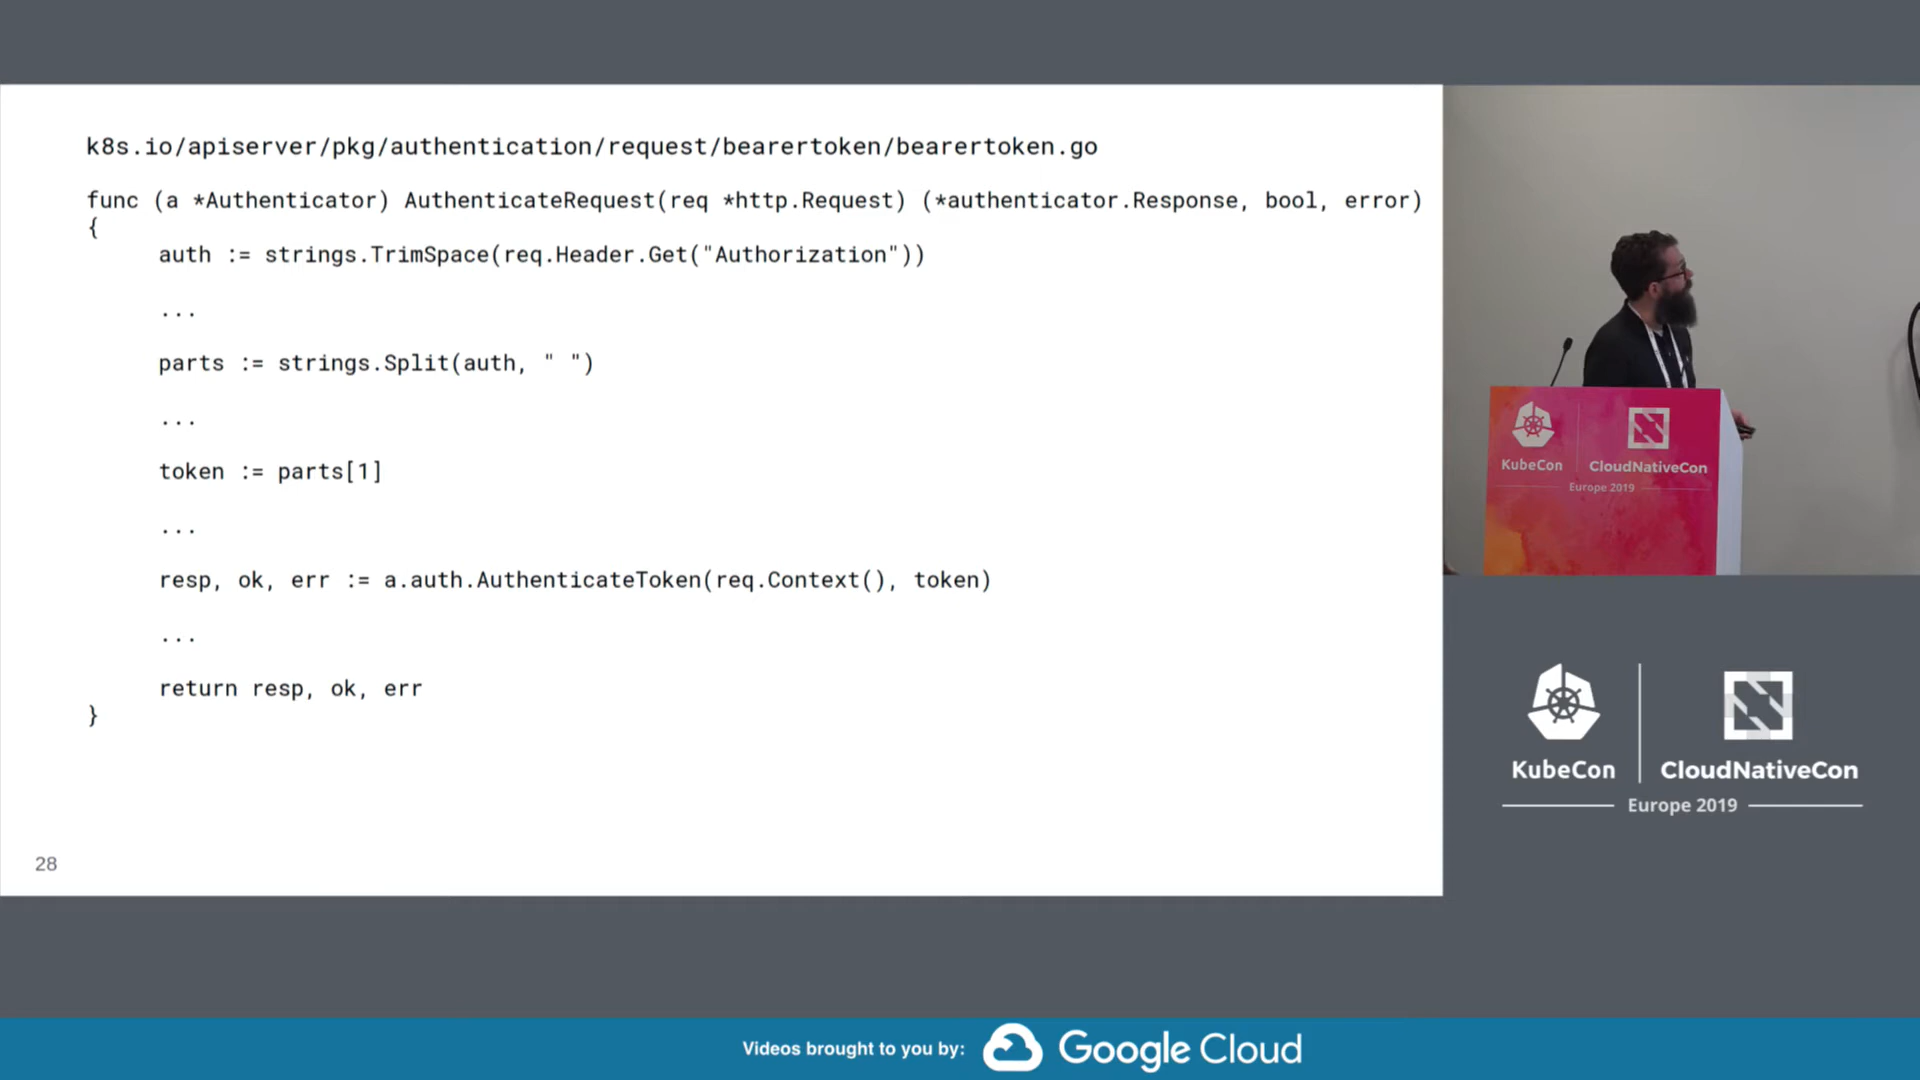 k8s.io/apiserver/pkg/authentication/request/bearertoken/bearertoken.go
func (a *Authenticator) AuthenticateRequest(req *http.Request) (*authenticator.Response, bool, error)
{
auth := strings.TrimSpace(req.Header.Get("Authorization"))
...
parts := strings.Split(auth, " ")
...
token := parts[1]
...
resp, ok, err := a.auth.AuthenticateToken(req.Context(), token)
...
return resp, ok, err
}
28
KubeCon
CloudNativeCon
Europe 2019
KubeCon
CloudNativeCon
Europe 2019
Videos brought to you by:
Google Cloud